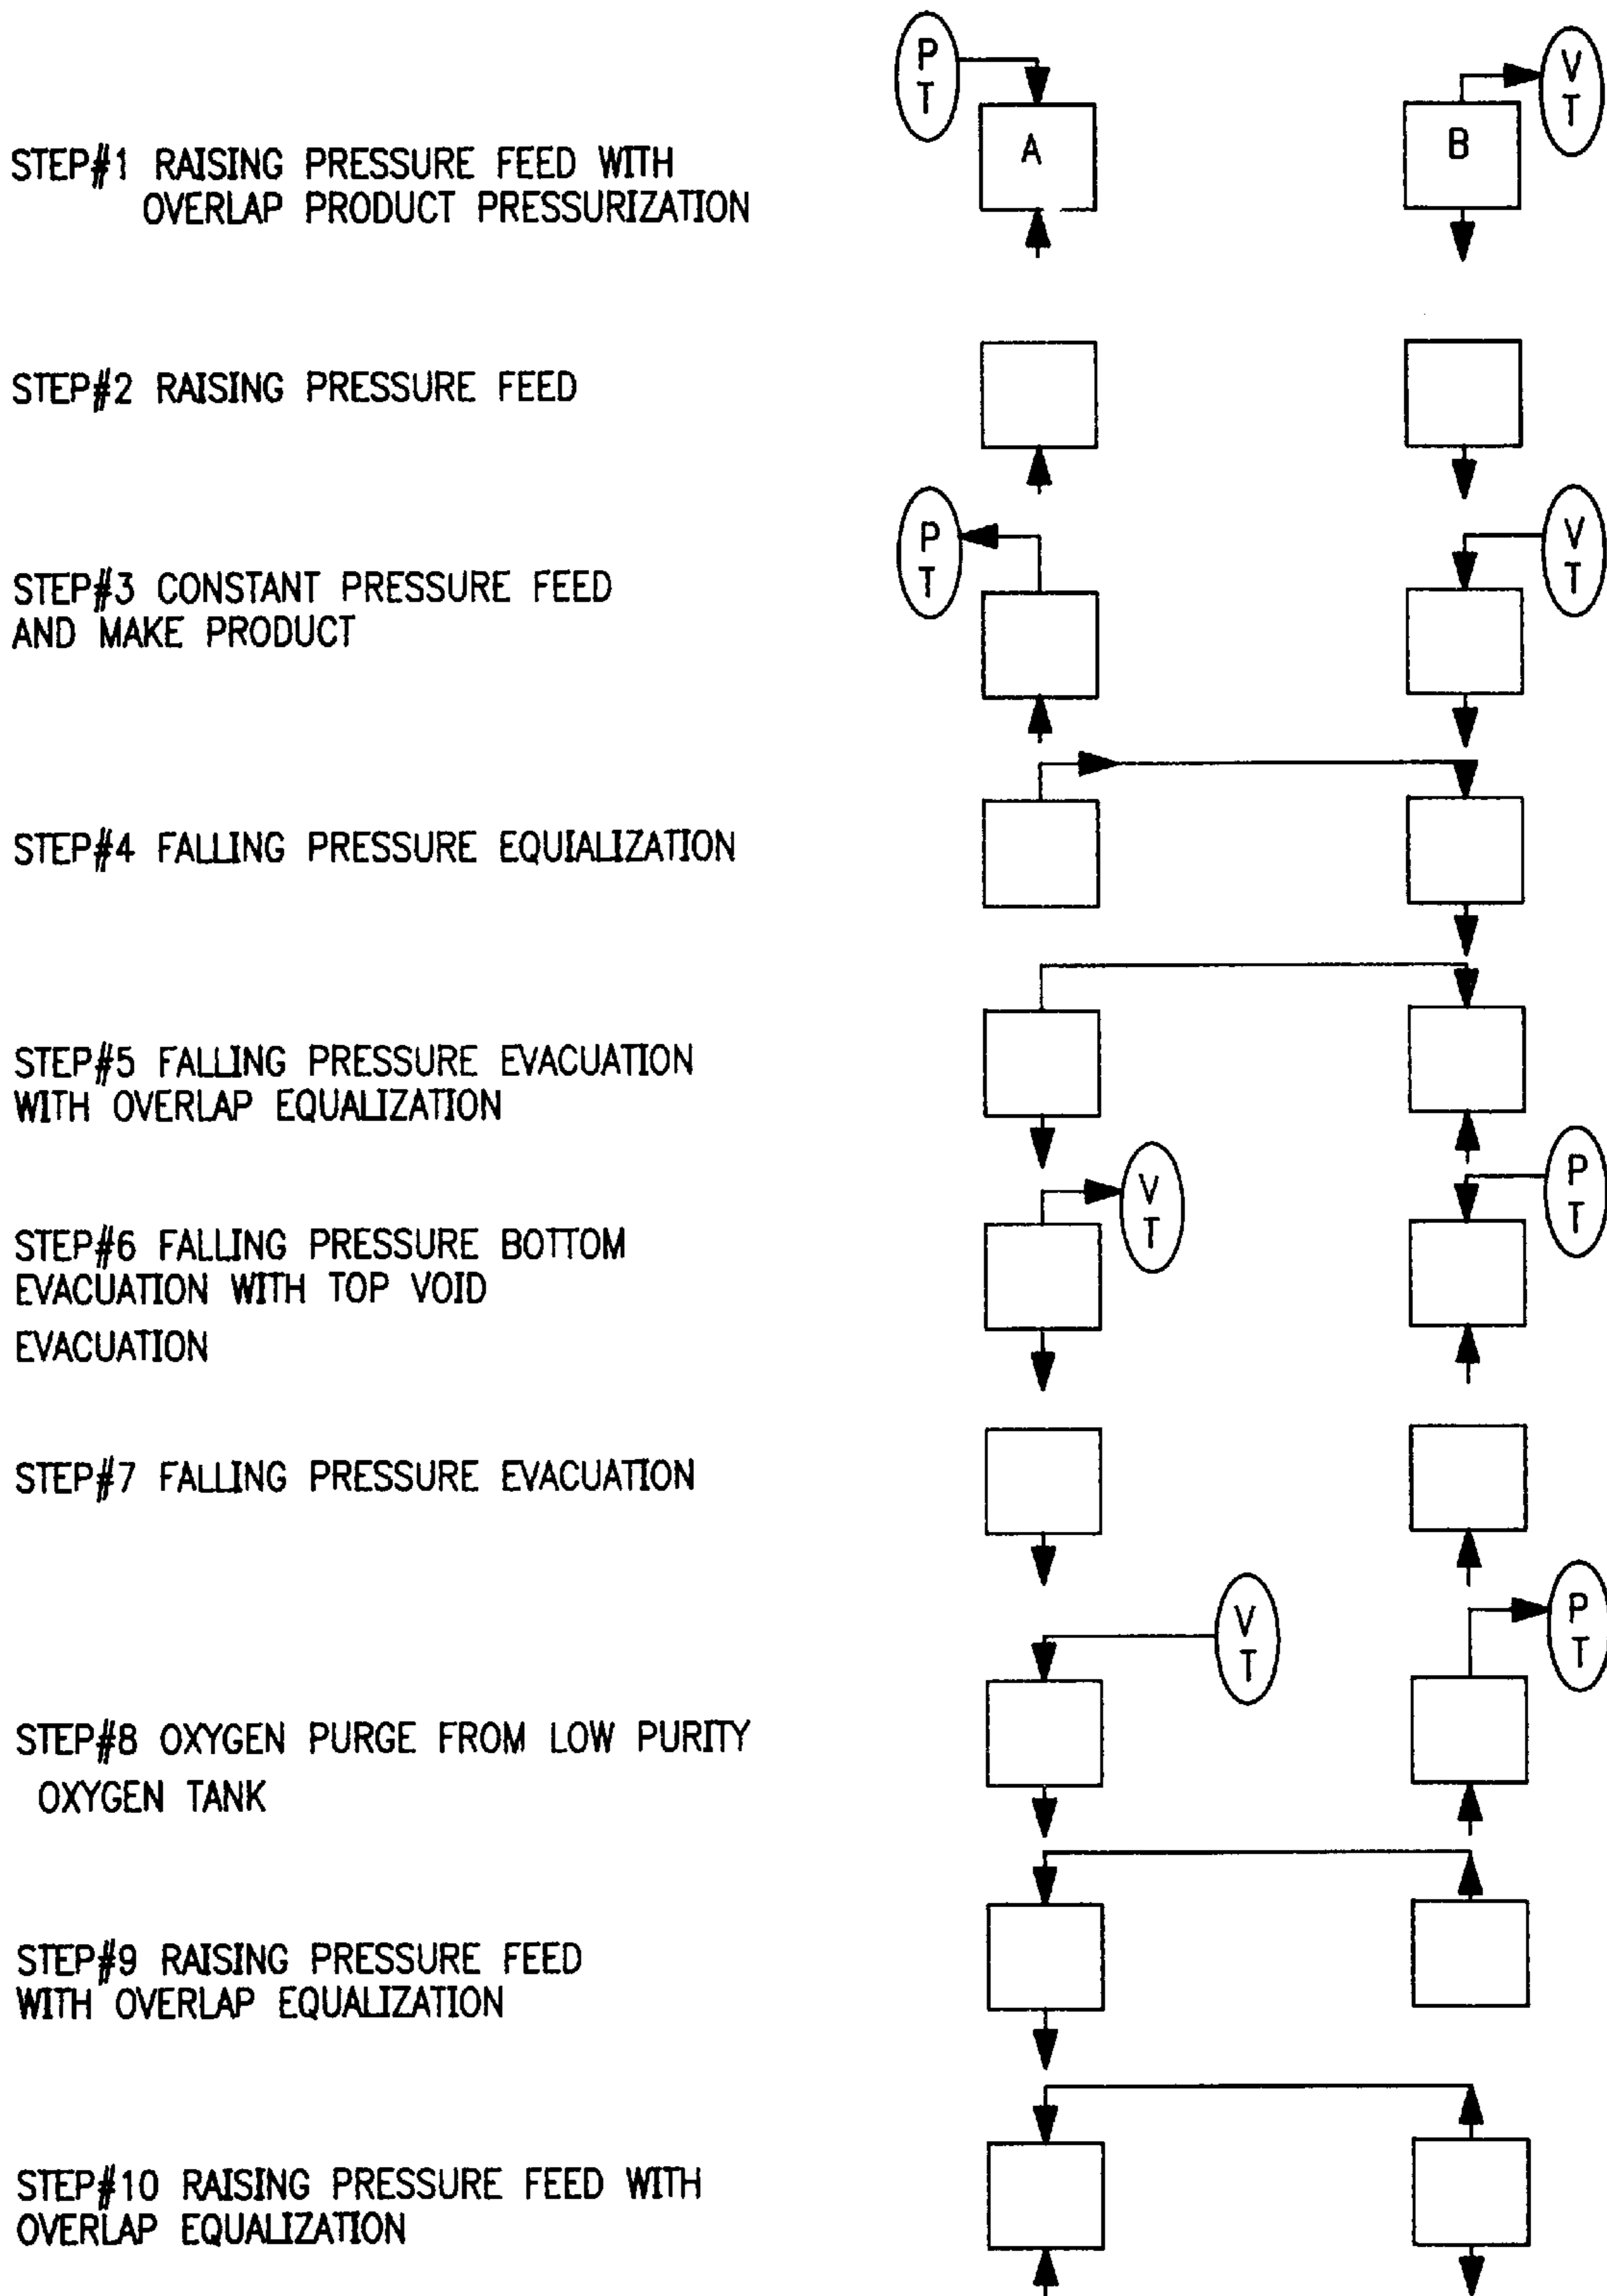 P
T
A
V
T
B
STEP#1 RAISING PRESSURE FEED WITH
OVERLAP PRODUCT PRESSURIZATION
STEP#2 RAISING PRESSURE FEED
P
T
V
T
STEP#3 CONSTANT PRESSURE FEED
AND MAKE PRODUCT
STEP#4 FALLING PRESSURE EQUIALIZATION
STEP#5 FALLING PRESSURE EVACUATION
WITH OVERLAP EQUALIZATION
V
T
P
T
STEP#6 FALLING PRESSURE BOTTOM
EVACUATION WITH TOP VOID
EVACUATION
STEP#7 FALLING PRESSURE EVACUATION
V
T
P
T
STEP#8 OXYGEN PURGE FROM LOW PURITY
OXYGEN TANK
STEP#9 RAISING PRESSURE FEED
WITH OVERLAP EQUALIZATION
STEP#10 RAISING PRESSURE FEED WITH
OVERLAP EQUALIZATION